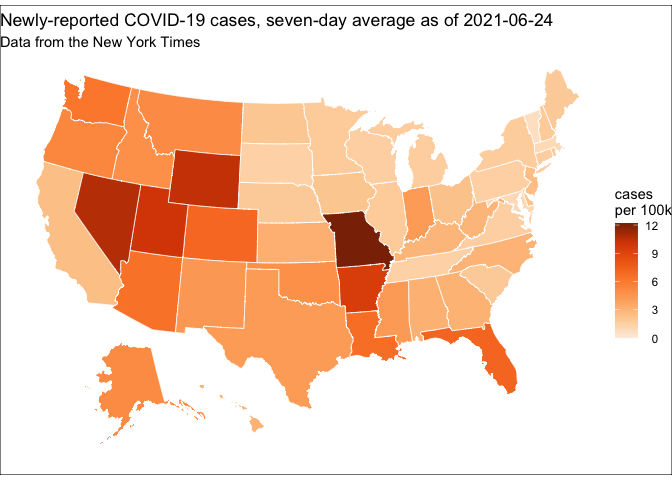 Newly-reported COVID-19 cases, seven-day average as of 2021-06-24
Data from the New York Times
cases
per 100k
12
9
6
3
0